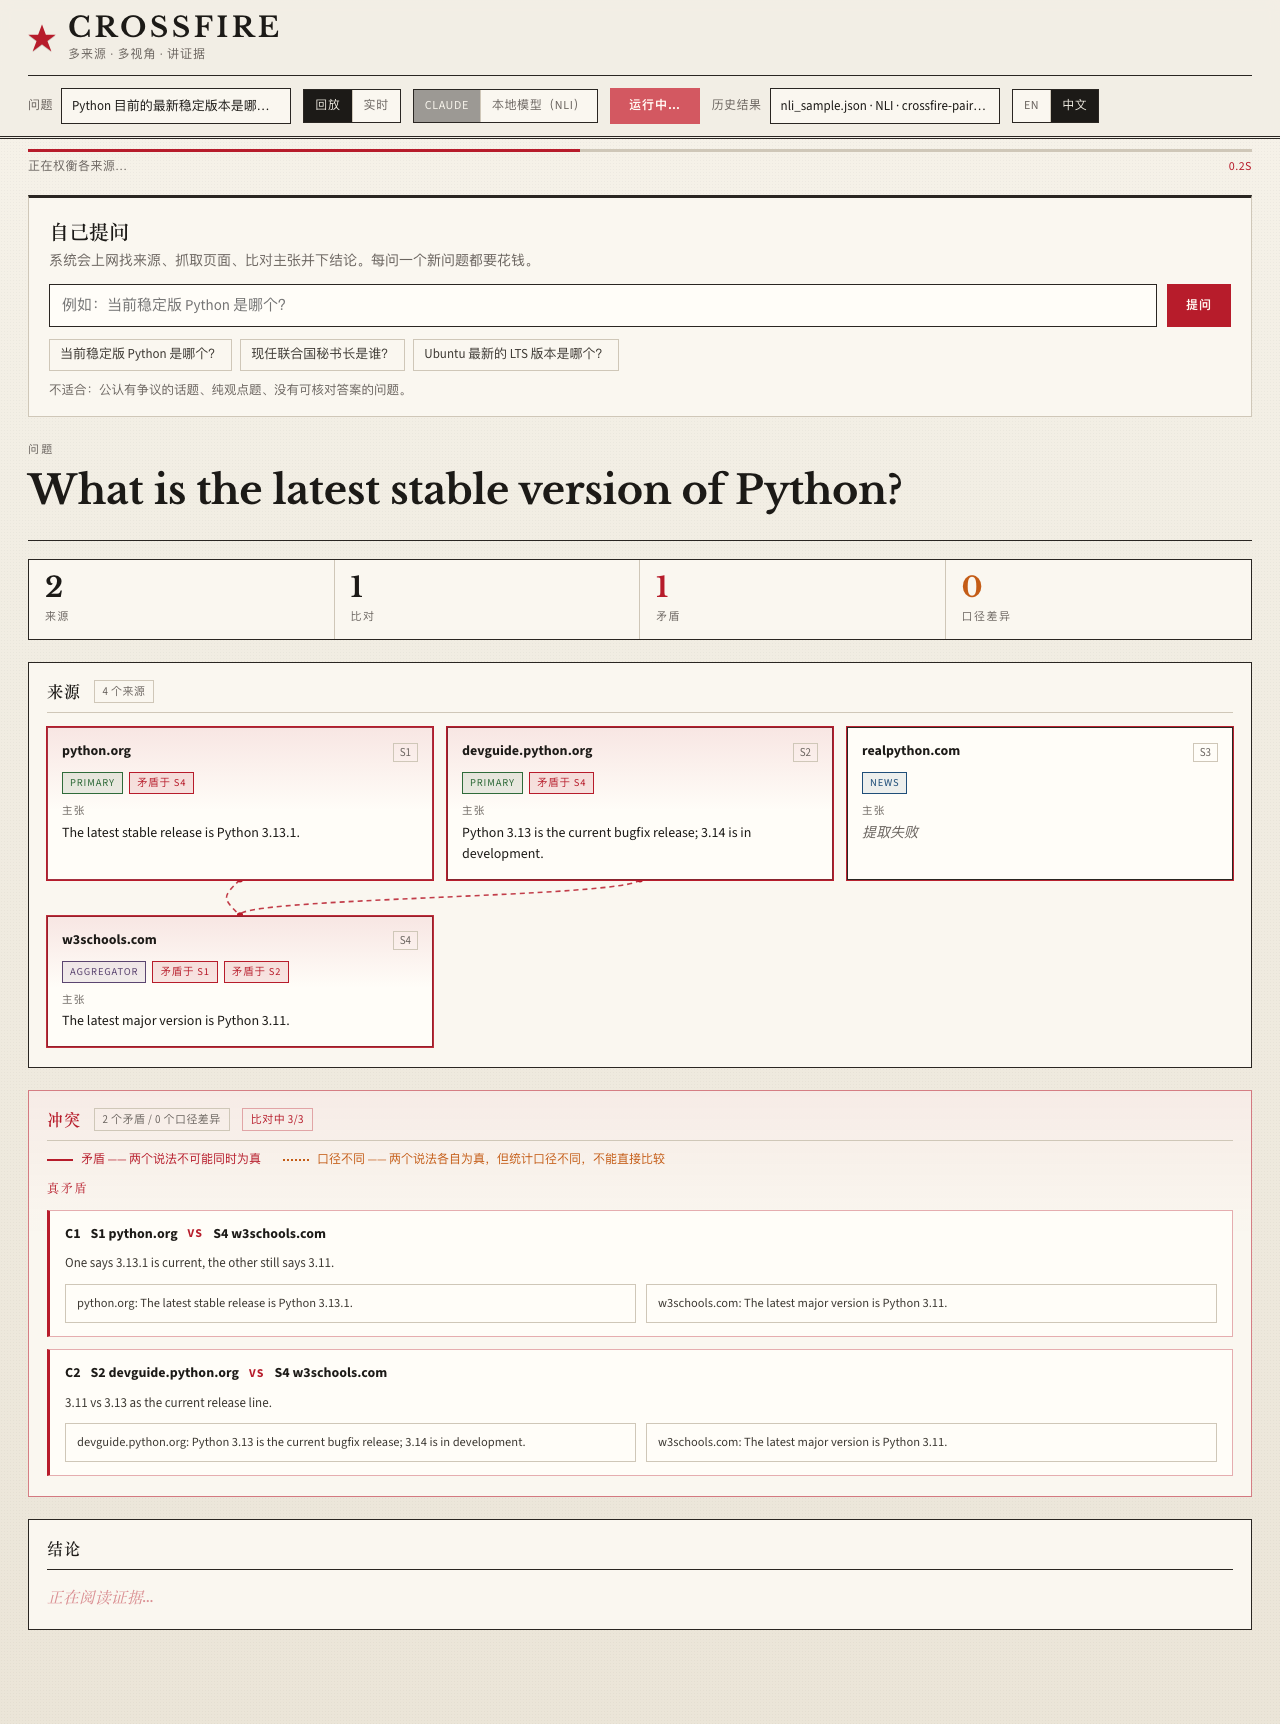 CROSSFIRE
多来源 · 多视角 · 讲证据
问题 Python 目前的最新稳定版本是哪… 回放 实时 CLAUDE 本地模型（NLI） 运行中… 历史结果 nli_sample.json · NLI · crossfire-pair… EN 中文
正在权衡各来源… 0.2S
自己提问
系统会上网找来源、抓取页面、比对主张并下结论。每问一个新问题都要花钱。
例如：当前稳定版 Python 是哪个？ 提问
当前稳定版 Python 是哪个？ 现任联合国秘书长是谁？ Ubuntu 最新的 LTS 版本是哪个？
不适合：公认有争议的话题、纯观点题、没有可核对答案的问题。
问题
What is the latest stable version of Python?
2 1 1 0
来源 比对 矛盾 口径差异
来源 4 个来源
python.org S1
PRIMARY 矛盾于 S4
主张
The latest stable release is Python 3.13.1.
devguide.python.org S2
PRIMARY 矛盾于 S4
主张
Python 3.13 is the current bugfix release; 3.14 is in
development.
realpython.com S3
NEWS
主张
提取失败
w3schools.com S4
AGGREGATOR 矛盾于 S1 矛盾于 S2
主张
The latest major version is Python 3.11.
冲突 2 个矛盾 / 0 个口径差异 比对中 3/3
矛盾 —— 两个说法不可能同时为真 口径不同 —— 两个说法各自为真，但统计口径不同，不能直接比较
真矛盾
C1 S1 python.org VS S4 w3schools.com
One says 3.13.1 is current, the other still says 3.11.
python.org: The latest stable release is Python 3.13.1. w3schools.com: The latest major version is Python 3.11.
C2 S2 devguide.python.org VS S4 w3schools.com
3.11 vs 3.13 as the current release line.
devguide.python.org: Python 3.13 is the current bugfix release; 3.14 is in development. w3schools.com: The latest major version is Python 3.11.
结论
正在阅读证据…